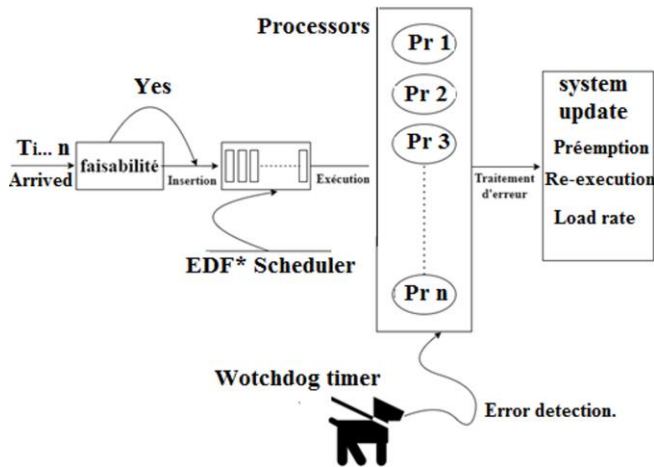 Processors
Pr 1
Pr 2
Pr 3
Pr n
Yes
Ti... n
Arrived
faisabilité
Insertion
Exécution
EDF* Scheduler
Traitement
d'erreur
system
update
Préemption
Re-execution
Load rate
Wotchdog timer
Error detection.